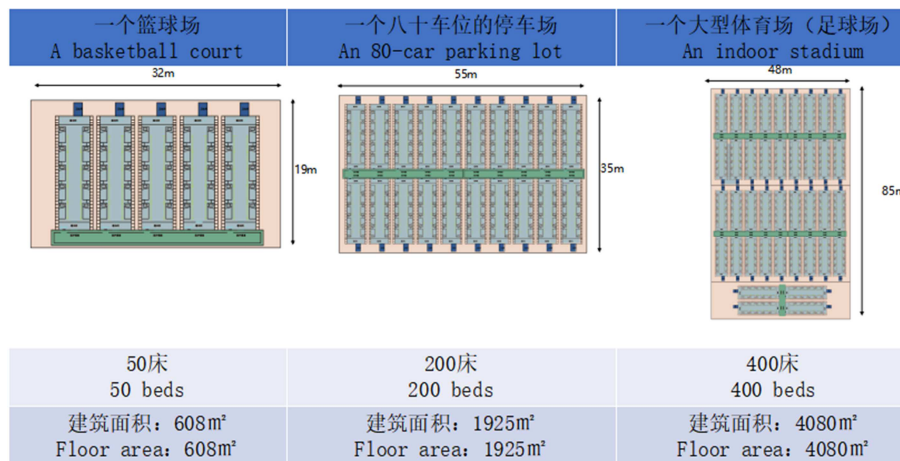 一个篮球场
A basketball court
一个八十车位的停车场
An 80-car parking lot
一个大型体育场（足球场）
An indoor stadium
32m
19m
55m
35m
48m
85m
50床
50 beds
200床
200 beds
400床
400 beds
建筑面积：608㎡
Floor area：608㎡
建筑面积：1925㎡
Floor area：1925㎡
建筑面积：4080㎡
Floor area：4080㎡